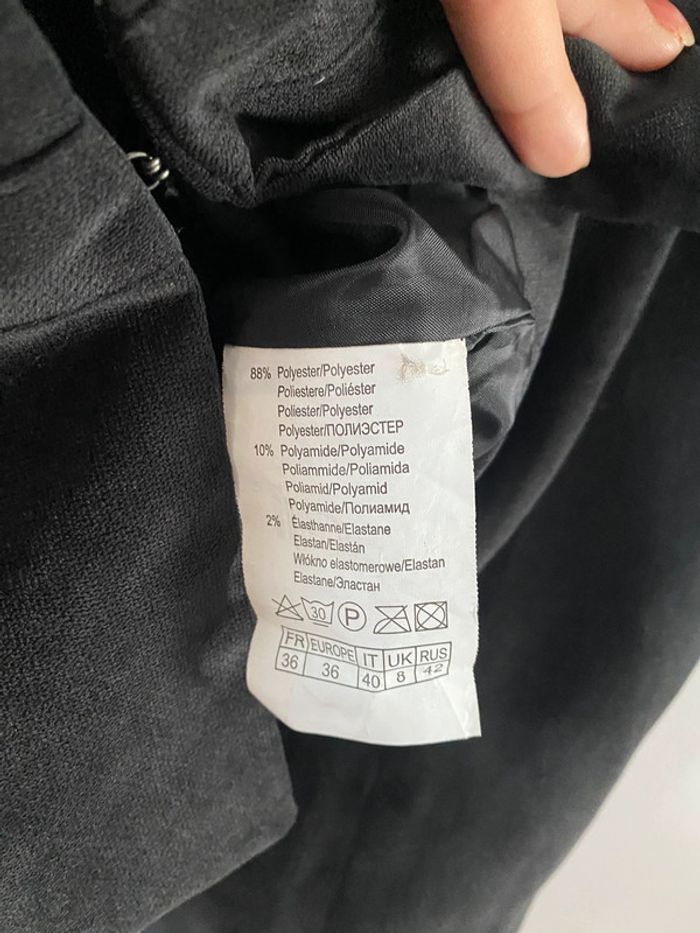 88% Polyester/Polyester
Poliestere/Poliéster
Poliester/Polyester
Polyester/ПОЛИЭСТЕР
10% Polyamide/Polyamide
Poliammide/Poliamida
Poliamid/Polyamid
Polyamide/Полиамид
2% Élasthanne/Elastane
Elastan/Elastán
Włókno elastomerowe/Elastan
Elastane/Эластан
30 P
FR EUROPE IT UK RUS
36 36 40 8 42